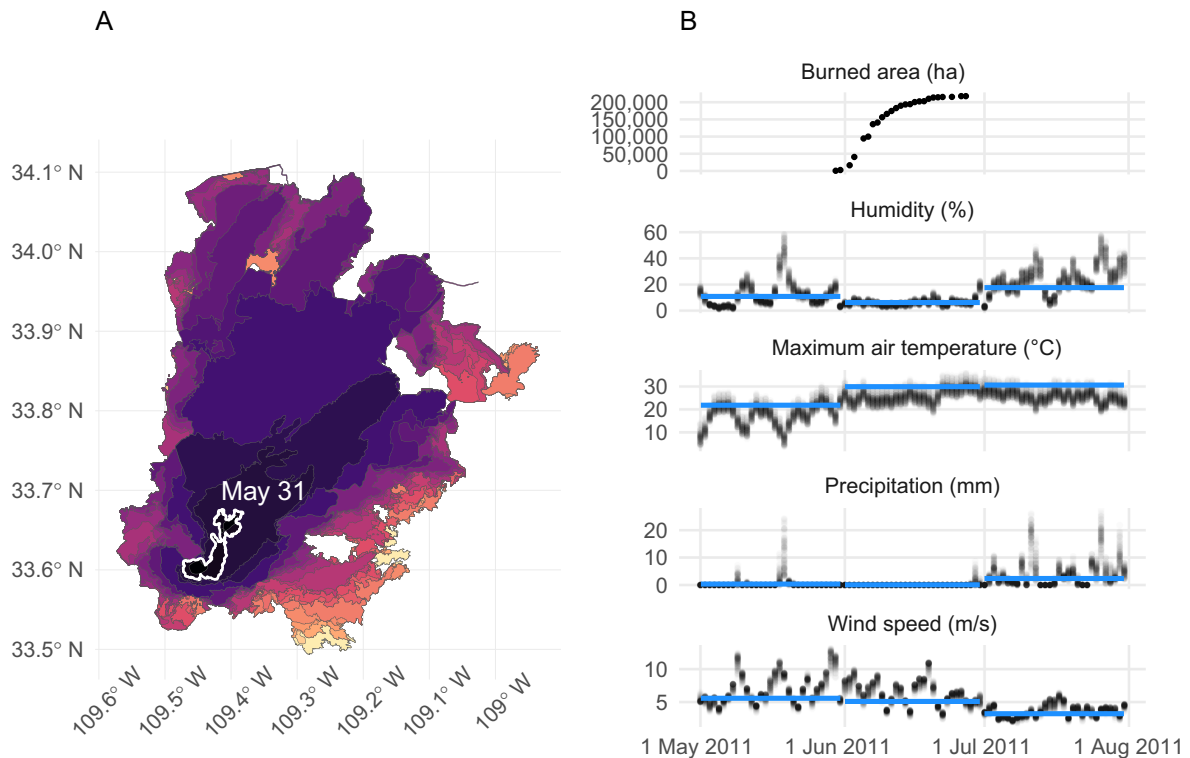 A
34.1° N
34.0° N
33.9° N
33.8° N
33.7° N
33.6° N
33.5° N
May 31
109.6° W
109.5° W
109.4° W
109.3° W
109.2° W
109.1° W
109° W
B
Burned area (ha)
200,000
150,000
100,000
50,000
0
Humidity (%)
60
40
20
0
Maximum air temperature (°C)
30
20
10
Precipitation (mm)
20
10
0
Wind speed (m/s)
10
5
1 May 2011
1 Jun 2011
1 Jul 2011
1 Aug 2011